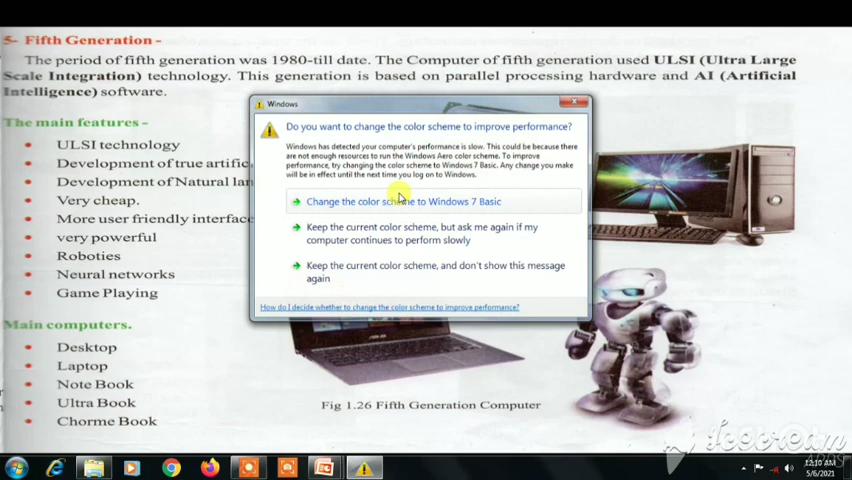 5- Fifth Generation -
The period of fifth generation was 1980-till date. The Computer of fifth generation used ULSI (Ultra Large
Scale Integration) technology. This generation is based on parallel processing hardware and AI (Artificial
Intelligence) software.
The main features -
ULSI technology
Development of true artific
Development of Natural lan
Very cheap.
More user friendly interface
very powerful
Roboties
Neural networks
Game Playing
Main computers.
Desktop
Laptop
Note Book
Ultra Book
Chorme Book
Windows
Do you want to change the color scheme to improve performance?
Windows has detected your computer's performance is slow. This could be because there
are not enough resources to run the Windows Aero color scheme. To improve
performance, try changing the color scheme to Windows 7 Basic. Any change you make
will be in effect until the next time you log on to Windows.
Change the color scheme to Windows 7 Basic
Keep the current color scheme, but ask me again if my
computer continues to perform slowly
Keep the current color scheme, and don't show this message
again
How do I decide whether to change the color scheme to improve performance?
Fig 1.26 Fifth Generation Computer
Icecream
APPS
12:10 AM
5/6/2021